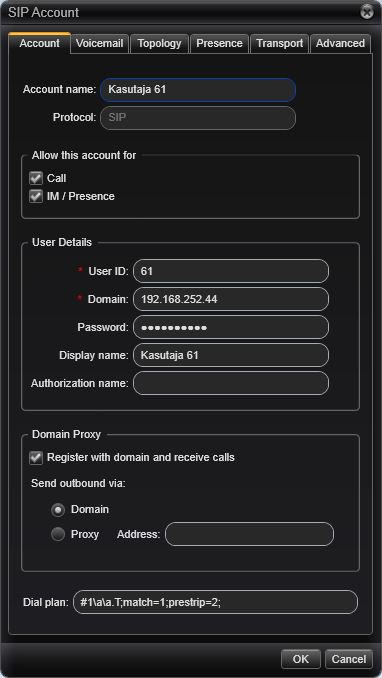 SIP Account
Account Voicemail Topology Presence Transport Advanced
Account name: Kasutaja 61
Protocol: SIP
Allow this account for
Call
IM / Presence
User Details
* User ID: 61
* Domain: 192.168.252.44
Password: ●●●●●●●●●●
Display name: Kasutaja 61
Authorization name:
Domain Proxy
Register with domain and receive calls
Send outbound via:
Domain
Proxy Address:
Dial plan: #1\a\a.T;match=1;prestrip=2;
OK Cancel